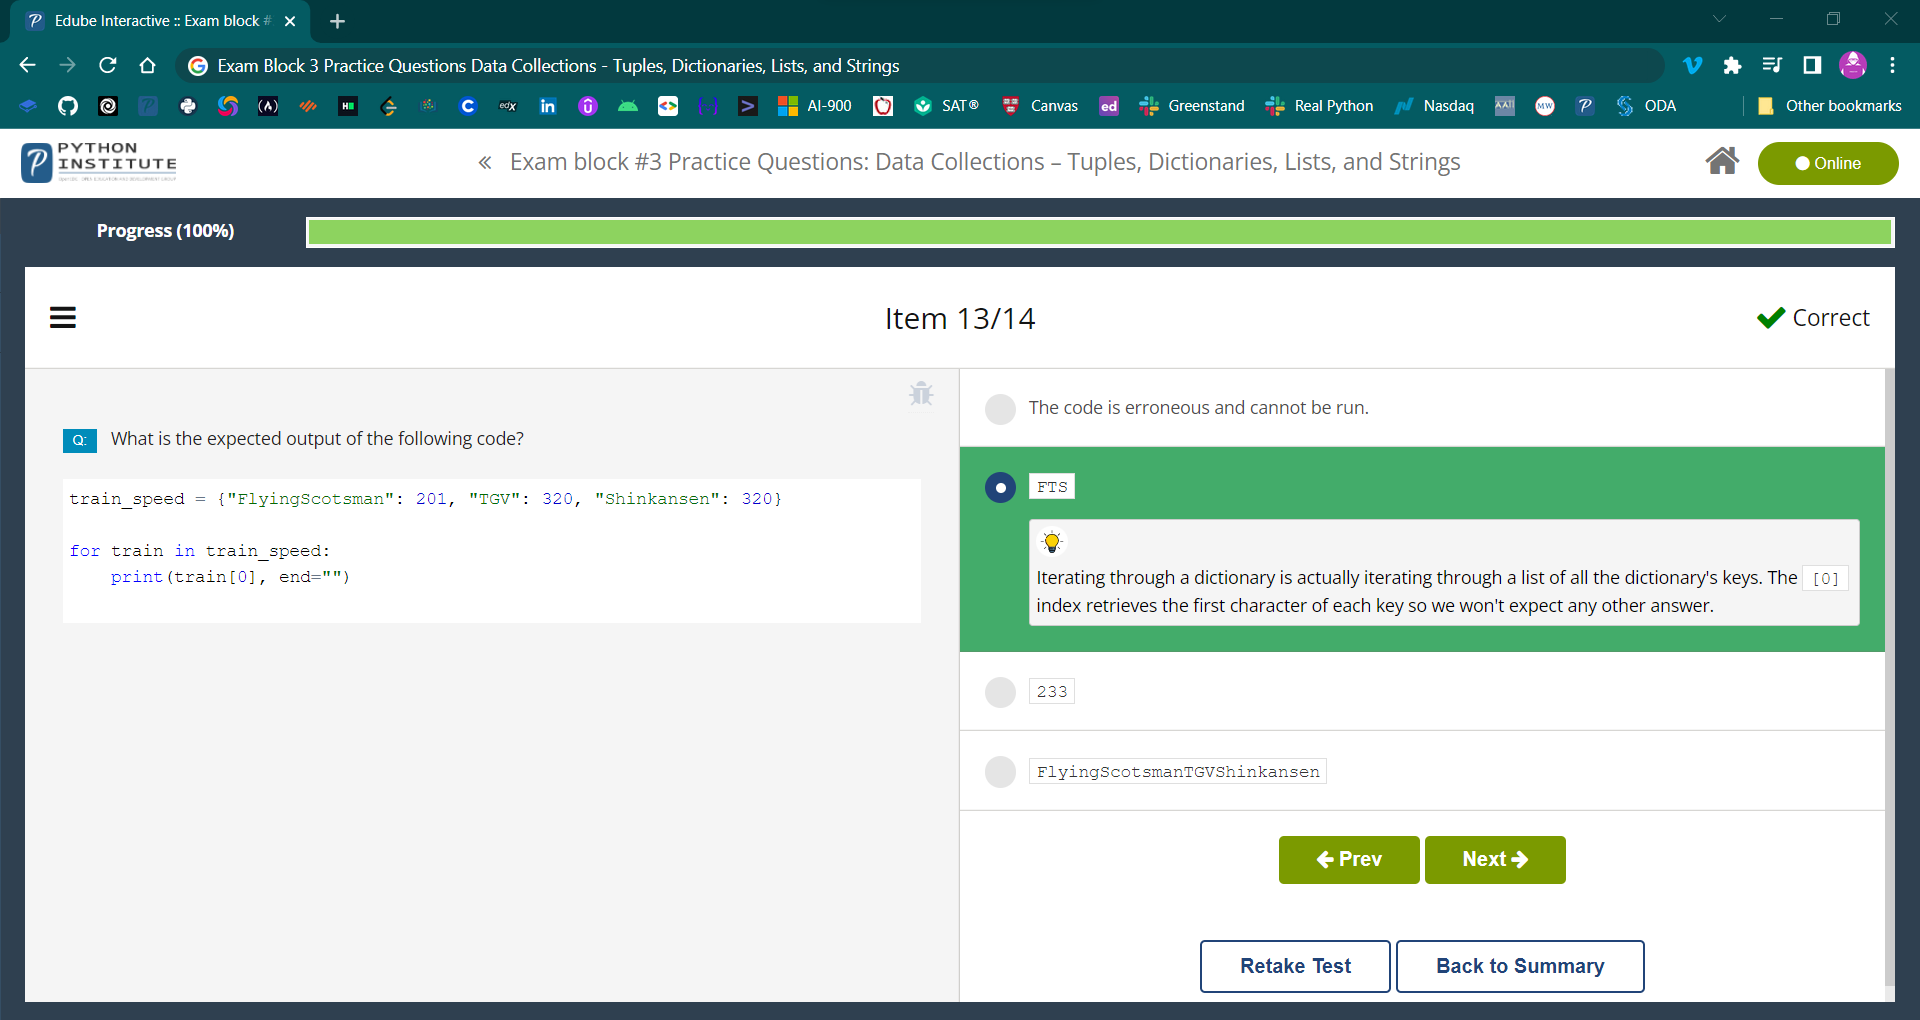 Edube Interactive :: Exam block #
Exam Block 3 Practice Questions Data Collections - Tuples, Dictionaries, Lists, and Strings
AI-900
SAT®
Canvas
ed
Greenstand
Real Python
Nasdaq
ODA
Other bookmarks
PYTHON
INSTITUTE
« Exam block #3 Practice Questions: Data Collections – Tuples, Dictionaries, Lists, and Strings
Online
Progress (100%)
Item 13/14
Correct
Q: What is the expected output of the following code?
train_speed = {"FlyingScotsman": 201, "TGV": 320, "Shinkansen": 320}
for train in train_speed:
    print(train[0], end="")
The code is erroneous and cannot be run.
FTS
Iterating through a dictionary is actually iterating through a list of all the dictionary's keys. The [0]
index retrieves the first character of each key so we won't expect any other answer.
233
FlyingScotsmanTGVShinkansen
Prev
Next
Retake Test
Back to Summary